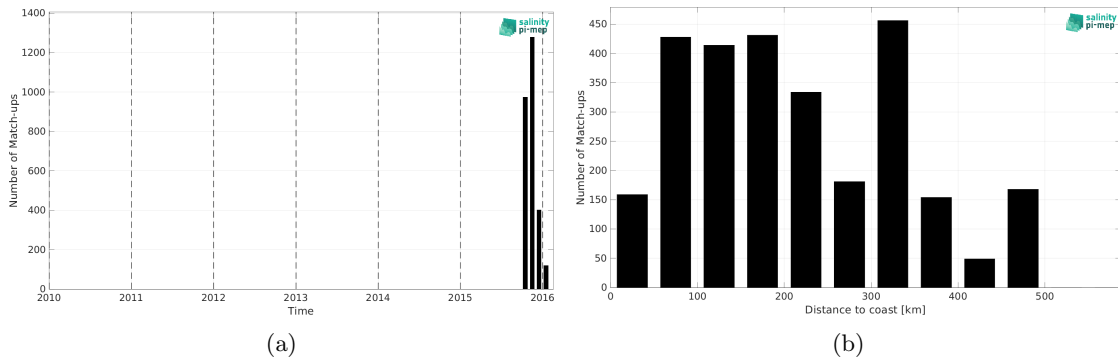 1400
1200
1000
800
600
400
200
0
Number of Match-ups
2010 2011 2012 2013 2014 2015 2016
Time
salinity
pi-mep
(a)
450
400
350
300
250
200
150
100
50
0
Number of Match-ups
0 100 200 300 400 500
Distance to coast [km]
salinity
pi-mep
(b)